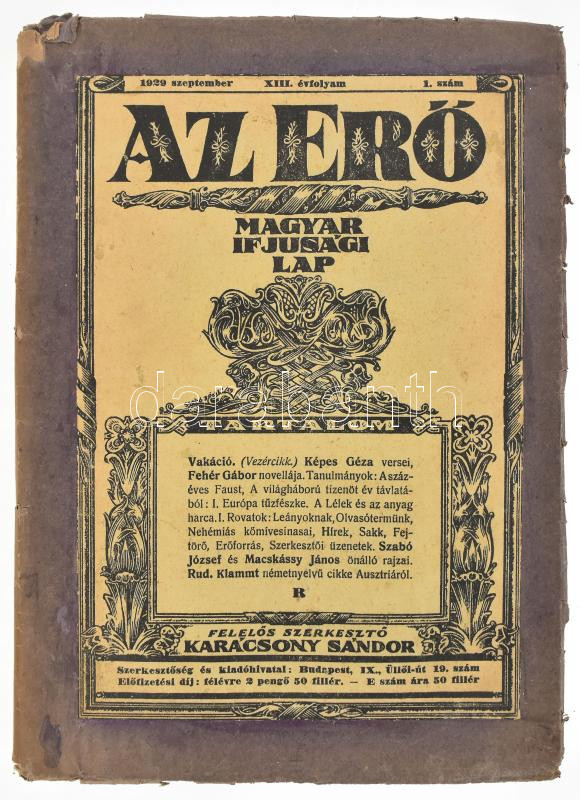 1929 szeptember XIII. évfolyam 1. szám
AZ ERŐ
MAGYAR
IFJUSÁGI
LAP
TARTALOM
darabanth
Vakáció. (Vezércikk.) Képes Géza versei,
Fehér Gábor novellája. Tanulmányok: A száz-
éves Faust, A világháború tizenöt év távlatá-
ból: I. Európa tűzfészke. A Lélek és az anyag
harca. I. Rovatok: Leányoknak, Olvasótermünk,
Nehémiás kőmivesinasai, Hírek, Sakk, Fej-
törő, Erőforrás, Szerkesztői üzenetek. Szabó
József és Macskássy János önálló rajzai.
Rud. Klammt németnyelvű cikke Ausztriáról.
R
FELELŐS SZERKESZTŐ
KARÁCSONY SÁNDOR
Szerkesztőség és kiadóhivatal: Budapest, IX., Üllői-út 19. szám
Előfizetési díj: félévre 2 pengő 50 fillér. — E szám ára 50 fillér